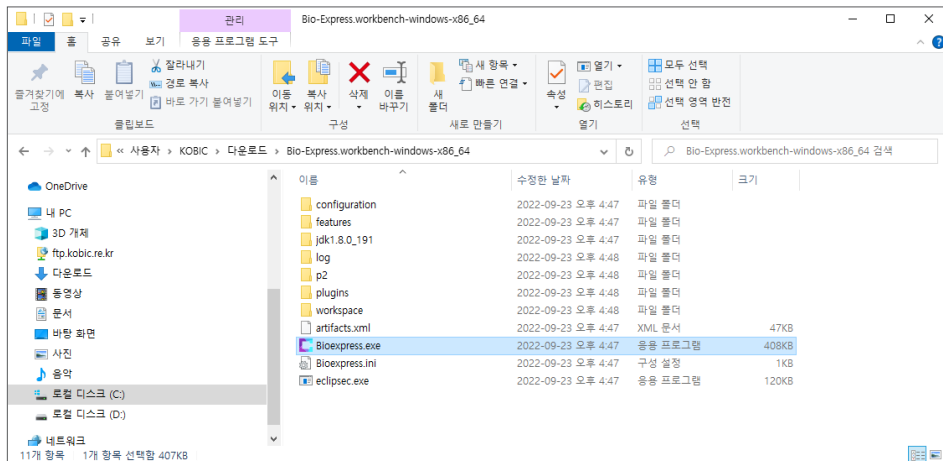 관리
Bio-Express.workbench-windows-x86_64
파일 홈 공유 보기 응용 프로그램 도구
즐겨찾기에 고정
복사
붙여넣기
잘라내기
경로 복사
바로 가기 붙여넣기
클립보드
이동 위치
복사 위치
삭제
이름 바꾸기
구성
새 폴더
새 항목
빠른 연결
새로 만들기
속성
열기
편집
히스토리
열기
모두 선택
선택 안 함
선택 영역 반전
선택
« 사용자 › KOBIC › 다운로드 › Bio-Express.workbench-windows-x86_64
Bio-Express.workbench-windows-x86_64 검색
OneDrive
내 PC
3D 개체
ftp.kobic.re.kr
다운로드
동영상
문서
바탕 화면
사진
음악
로컬 디스크 (C:)
로컬 디스크 (D:)
네트워크
이름 수정한 날짜 유형 크기
configuration 2022-09-23 오후 4:47 파일 폴더
features 2022-09-23 오후 4:47 파일 폴더
jdk1.8.0_191 2022-09-23 오후 4:47 파일 폴더
log 2022-09-23 오후 4:48 파일 폴더
p2 2022-09-23 오후 4:48 파일 폴더
plugins 2022-09-23 오후 4:48 파일 폴더
workspace 2022-09-23 오후 4:48 파일 폴더
artifacts.xml 2022-09-23 오후 4:47 XML 문서 47KB
Bioexpress.exe 2022-09-23 오후 4:47 응용 프로그램 408KB
Bioexpress.ini 2022-09-23 오후 4:47 구성 설정 1KB
eclipsec.exe 2022-09-23 오후 4:47 응용 프로그램 120KB
11개 항목 1개 항목 선택함 407KB